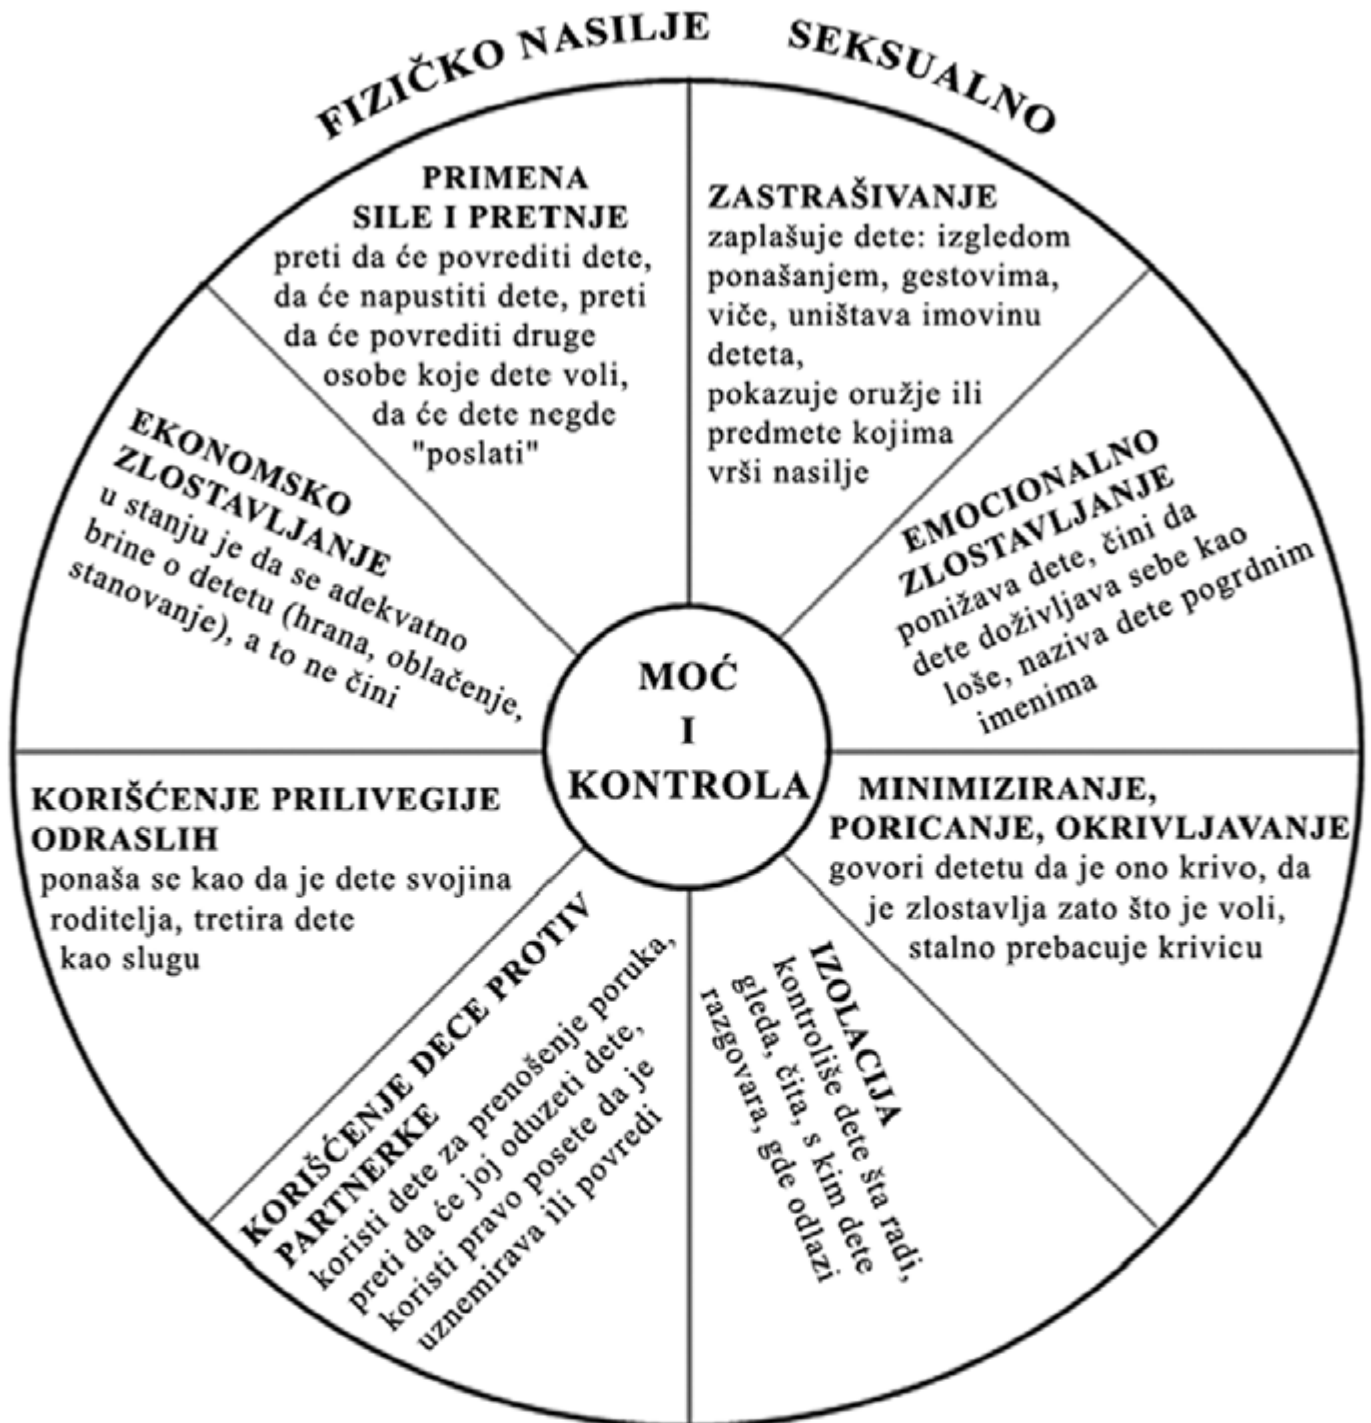 FIZIČKO NASILJE
SEKSUALNO
PRIMENA
SILE I PRETNJE
preti da će povrediti dete,
da će napustiti dete, preti
da će povrediti druge
osobe koje dete voli,
da će dete negde
"poslati"
ZASTRAŠIVANJE
zaplašuje dete: izgledom
ponašanjem, gestovima,
viče, uništava imovinu
deteta,
pokazuje oružje ili
predmete kojima
vrši nasilje
EMOCIONALNO
ZLOSTAVLJANJE
ponižava dete, čini da
dete doživljava sebe kao
loše, naziva dete pogrdnim
imenima
MINIMIZIRANJE,
PORICANJE, OKRIVLJAVANJE
govori detetu da je ono krivo, da
je zlostavlja zato što je voli,
stalno prebacuje krivicu
IZOLACIJA
kontroliše dete šta radi,
gleda, čita, s kim dete
razgovara, gde odlazi
KORIŠĆENJE DECE PROTIV
PARTNERKE
koristi dete za prenošenje poruka,
preti da će joj oduzeti dete,
koristi pravo posete da je
uznemirava ili povredi
KORIŠĆENJE PRILIVEGIJE
ODRASLIH
ponaša se kao da je dete svojina
roditelja, tretira dete
kao slugu
EKONOMSKO
ZLOSTAVLJANJE
u stanju je da se adekvatno
brine o detetu (hrana, oblačenje,
stanovanje), a to ne čini
MOĆ
I
KONTROLA